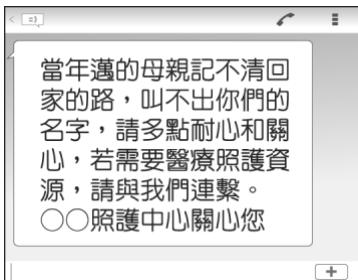 當年邁的母親記不清回
家的路，叫不出你們的
名字，請多點耐心和關
心，若需要醫療照護資
源，請與我們連繫。
○○照護中心關心您